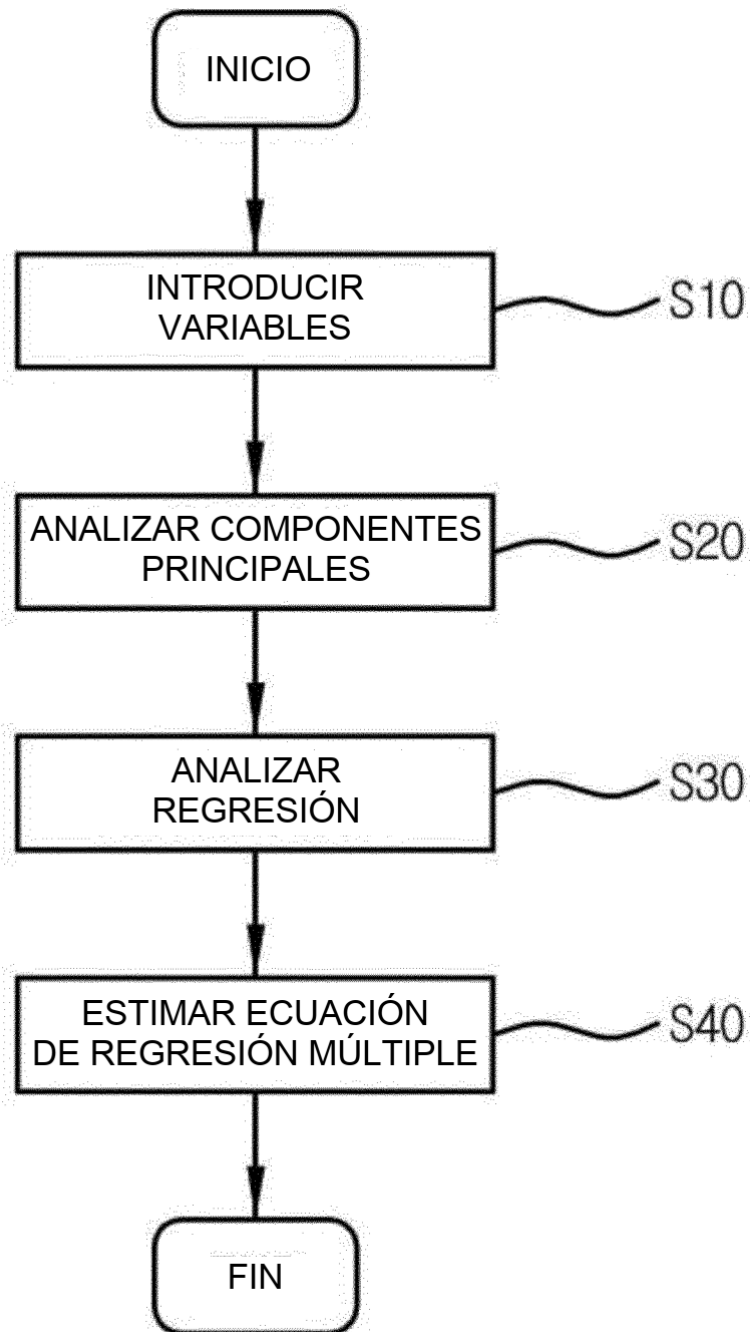 INICIO
INTRODUCIR
VARIABLES
S10
ANALIZAR COMPONENTES
PRINCIPALES
S20
ANALIZAR
REGRESIÓN
S30
ESTIMAR ECUACIÓN
DE REGRESIÓN MÚLTIPLE
S40
FIN